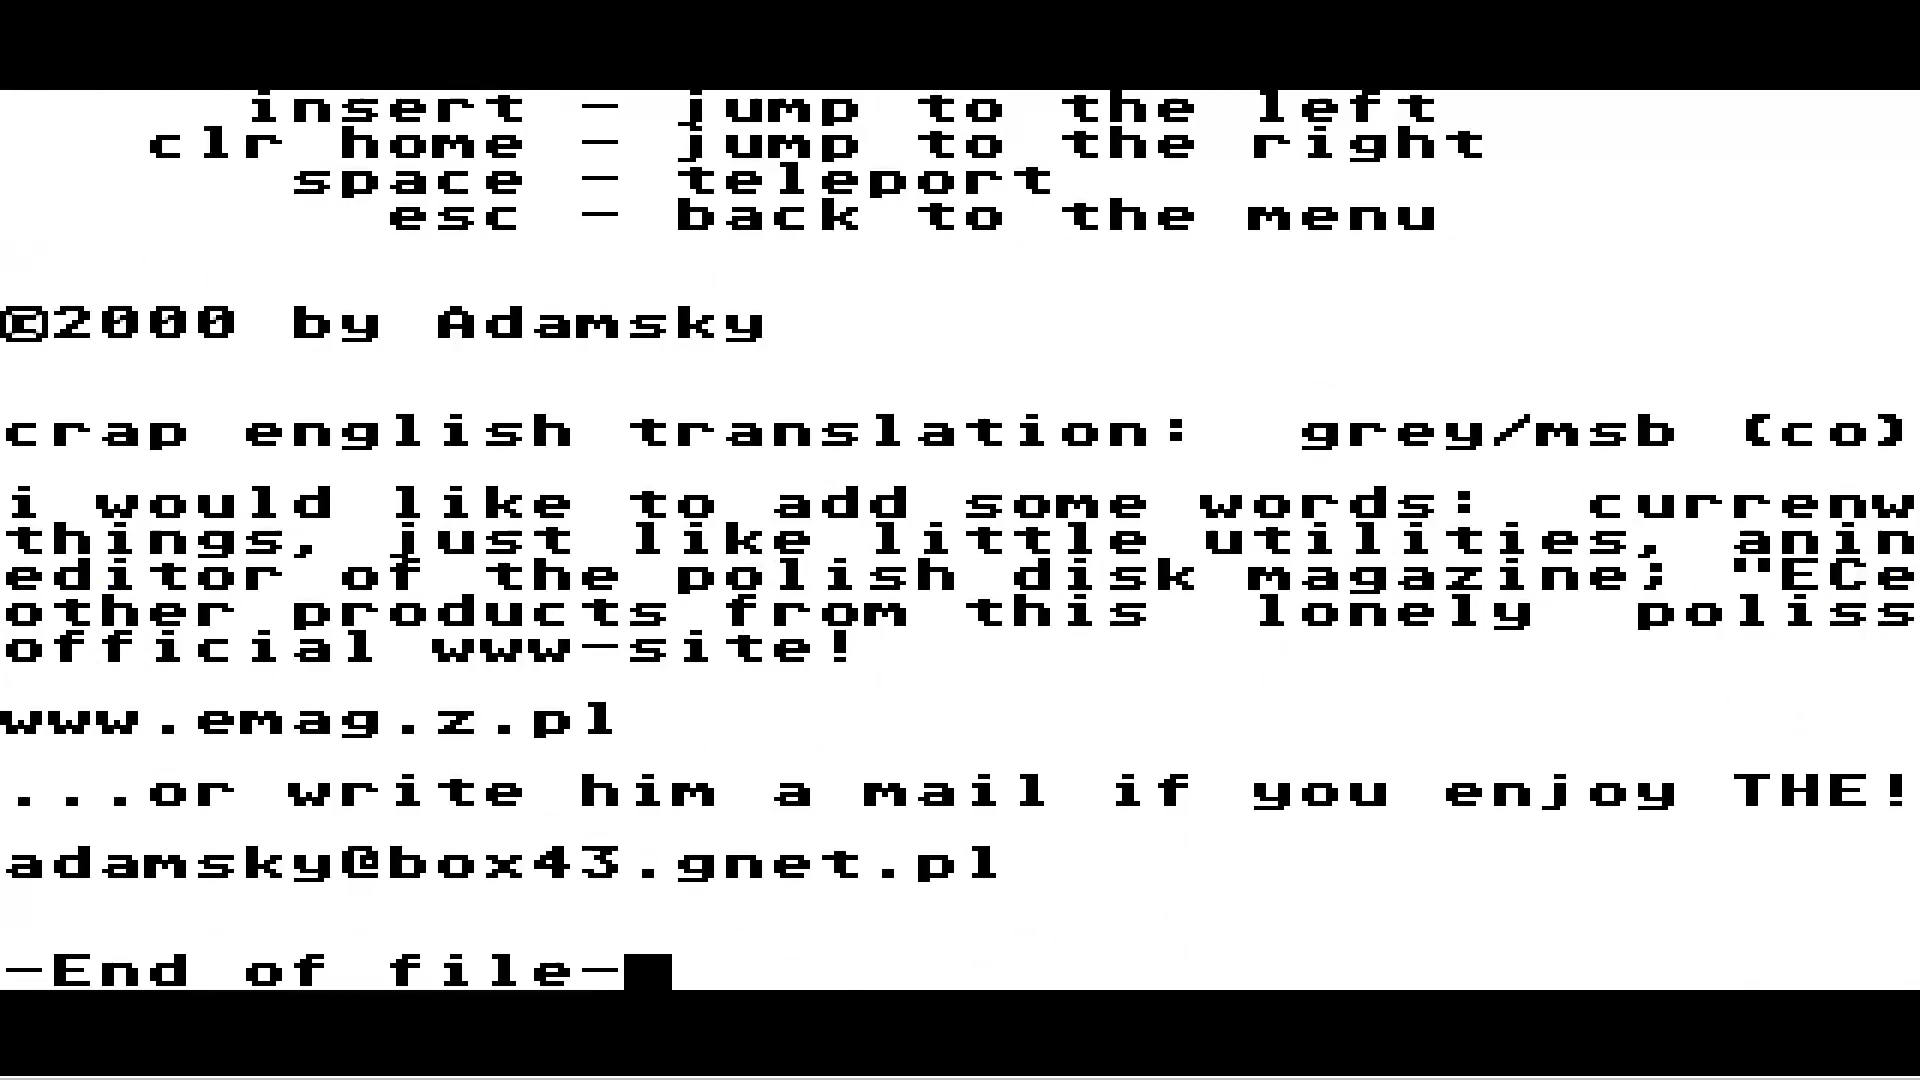 insert - jump to the left
clr home - jump to the right
space - teleport
esc - back to the menu
©2000 by Adamsky
crap english translation:  grey/msb (co)
i would like to add some words:  currenw
things, just like little utilities, anin
editor of the polish disk magazine; "ECe
other products from this  lonely  poliss
official www-site!
www.emag.z.pl
...or write him a mail if you enjoy THE!
adamsky@box43.gnet.pl
-End of file-